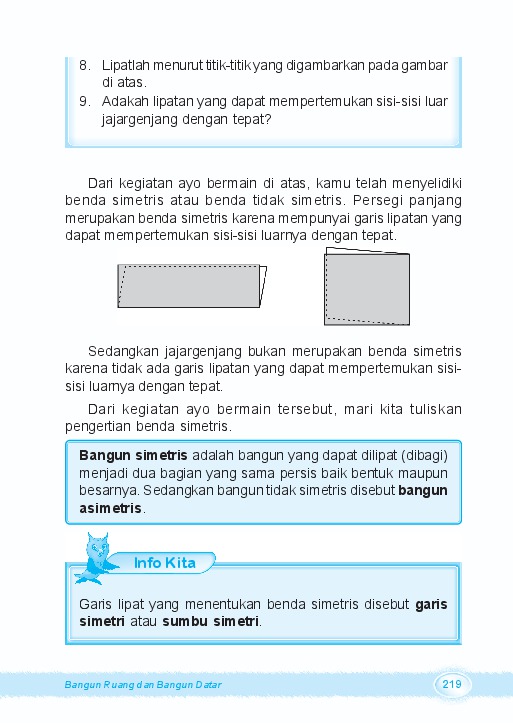 8. Lipatlah menurut titik-titik yang digambarkan pada gambar
di atas.
9. Adakah lipatan yang dapat mempertemukan sisi-sisi luar
jajargenjang dengan tepat?
Dari kegiatan ayo bermain di atas, kamu telah menyelidiki
benda simetris atau benda tidak simetris. Persegi panjang
merupakan benda simetris karena mempunyai garis lipatan yang
dapat mempertemukan sisi-sisi luarnya dengan tepat.
Sedangkan jajargenjang bukan merupakan benda simetris
karena tidak ada garis lipatan yang dapat mempertemukan sisi-
sisi luarnya dengan tepat.
Dari kegiatan ayo bermain tersebut, mari kita tuliskan
pengertian benda simetris.
Bangun simetris adalah bangun yang dapat dilipat (dibagi)
menjadi dua bagian yang sama persis baik bentuk maupun
besarnya. Sedangkan bangun tidak simetris disebut bangun
asimetris.
Info Kita
Garis lipat yang menentukan benda simetris disebut garis
simetri atau sumbu simetri.
Bangun Ruang dan Bangun Datar
219